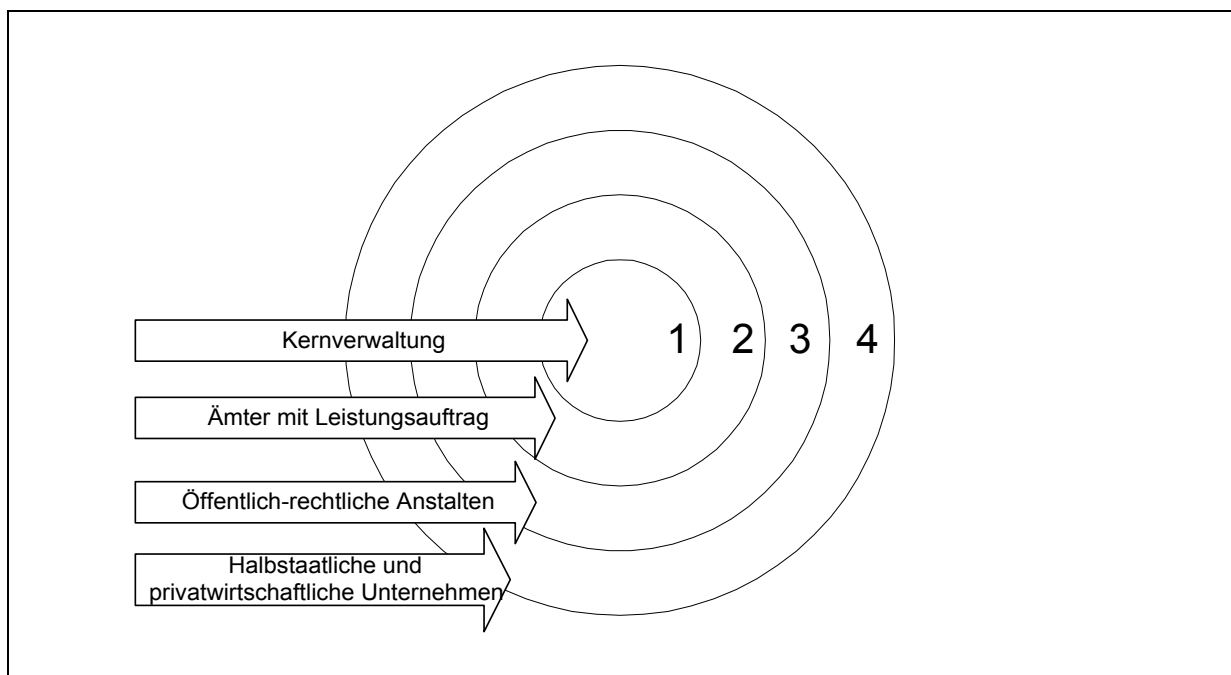 Kernverwaltung
1 2 3 4
Ämter mit Leistungsauftrag
Öffentlich-rechtliche Anstalten
Halbstaatliche und
privatwirtschaftliche Unternehmen